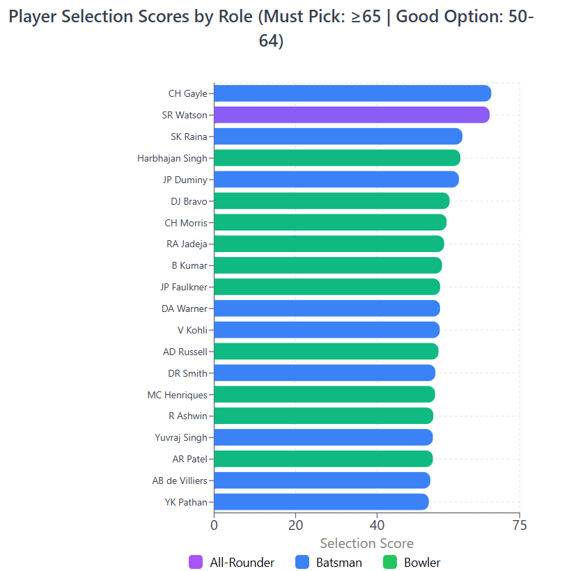 Player Selection Scores by Role (Must Pick: ≥65 | Good Option: 50-
64)
CH Gayle
SR Watson
SK Raina
Harbhajan Singh
JP Duminy
DJ Bravo
CH Morris
RA Jadeja
B Kumar
JP Faulkner
DA Warner
V Kohli
AD Russell
DR Smith
MC Henriques
R Ashwin
Yuvraj Singh
AR Patel
AB de Villiers
YK Pathan
0 20 40 75
Selection Score
All-Rounder Batsman Bowler